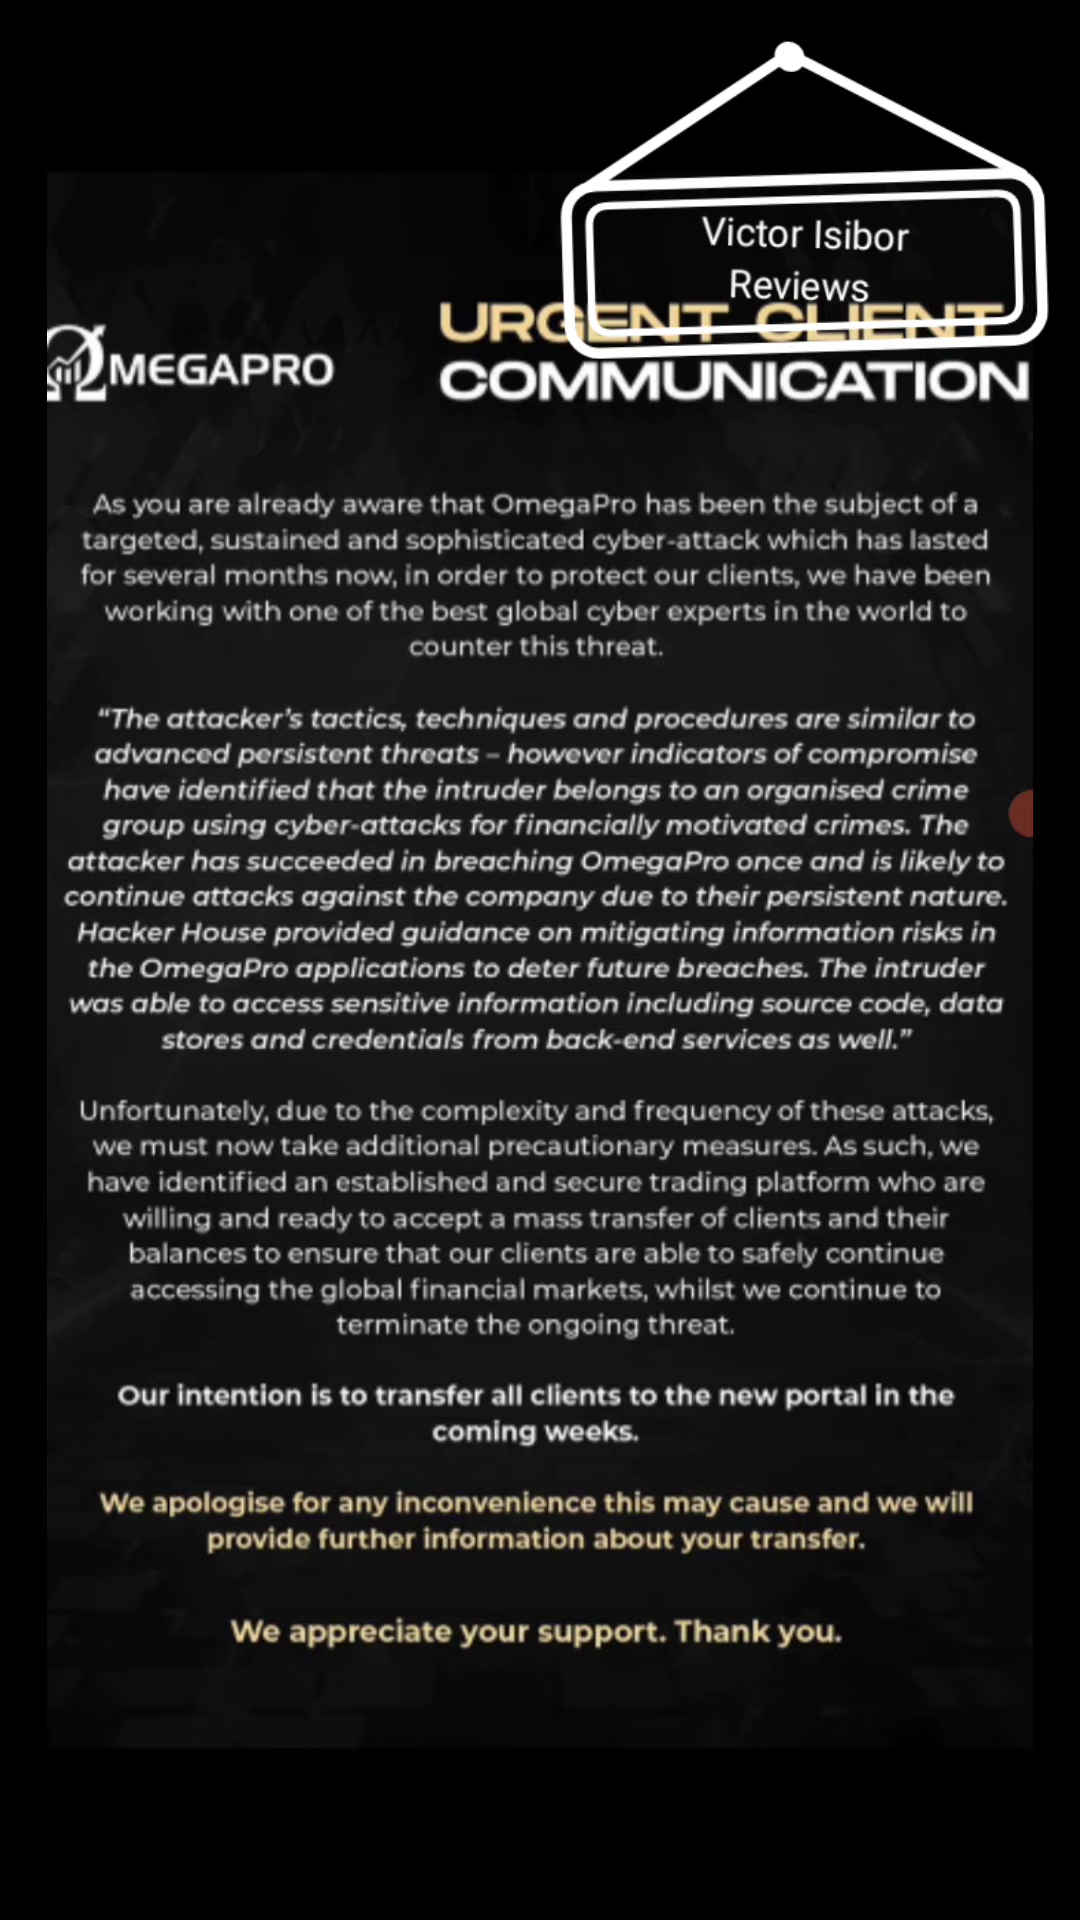 Victor Isibor
Reviews
URGENT CLIENT
COMMUNICATION
OMEGAPRO
As you are already aware that OmegaPro has been the subject of a
targeted, sustained and sophisticated cyber-attack which has lasted
for several months now, in order to protect our clients, we have been
working with one of the best global cyber experts in the world to
counter this threat.
“The attacker’s tactics, techniques and procedures are similar to
advanced persistent threats – however indicators of compromise
have identified that the intruder belongs to an organised crime
group using cyber-attacks for financially motivated crimes. The
attacker has succeeded in breaching OmegaPro once and is likely to
continue attacks against the company due to their persistent nature.
Hacker House provided guidance on mitigating information risks in
the OmegaPro applications to deter future breaches. The intruder
was able to access sensitive information including source code, data
stores and credentials from back-end services as well.”
Unfortunately, due to the complexity and frequency of these attacks,
we must now take additional precautionary measures. As such, we
have identified an established and secure trading platform who are
willing and ready to accept a mass transfer of clients and their
balances to ensure that our clients are able to safely continue
accessing the global financial markets, whilst we continue to
terminate the ongoing threat.
Our intention is to transfer all clients to the new portal in the
coming weeks.
We apologise for any inconvenience this may cause and we will
provide further information about your transfer.
We appreciate your support. Thank you.